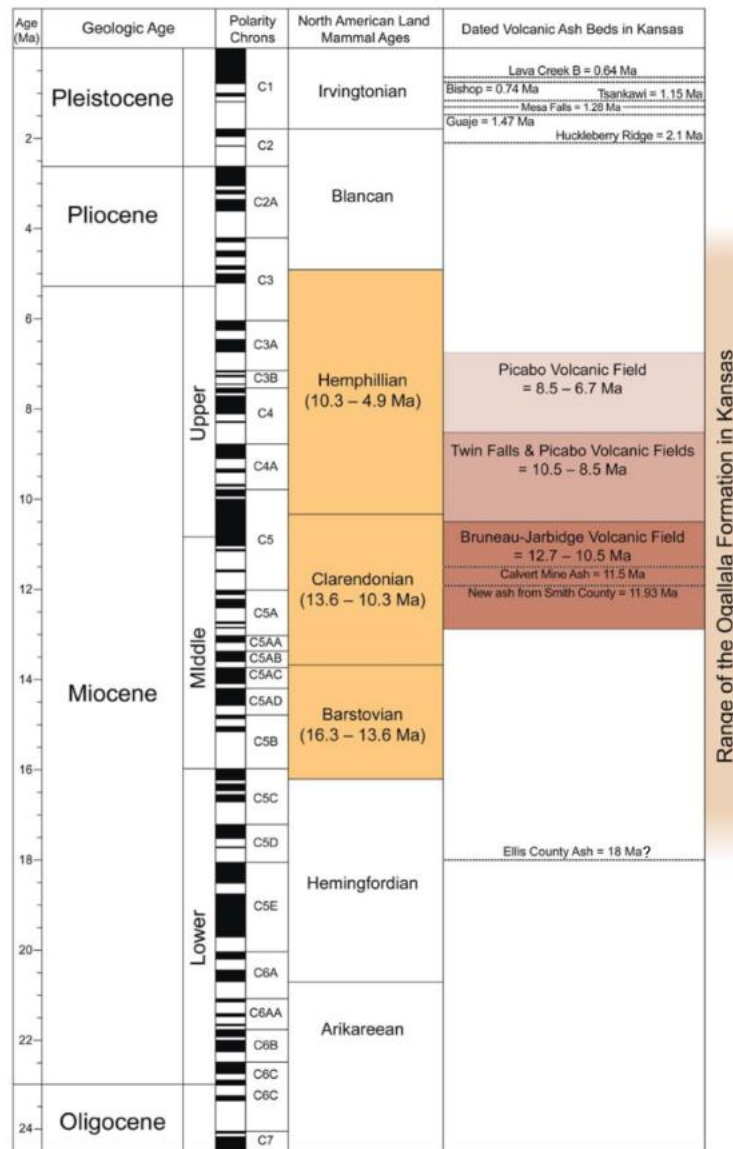 Age
(Ma)
Geologic Age
Polarity
Chrons
North American Land
Mammal Ages
Dated Volcanic Ash Beds in Kansas
2
4
6
8
10
12
14
16
18
20
22
24
Pleistocene
Pliocene
Miocene
Oligocene
Upper
MIddle
Lower
C1
C2
C2A
C3
C3A
C3B
C4
C4A
C5
C5A
C5AA
C5AB
C5AC
C5AD
C5B
C5C
C5D
C5E
C6A
C6AA
C6B
C6C
C6C
C7
Irvingtonian
Blancan
Hemphillian
(10.3 – 4.9 Ma)
Clarendonian
(13.6 – 10.3 Ma)
Barstovian
(16.3 – 13.6 Ma)
Hemingfordian
Arikareean
Lava Creek B = 0.64 Ma
Bishop = 0.74 Ma
Tsankawi = 1.15 Ma
Mesa Falls = 1.28 Ma
Guaje = 1.47 Ma
Huckleberry Ridge = 2.1 Ma
Picabo Volcanic Field
= 8.5 – 6.7 Ma
Twin Falls & Picabo Volcanic Fields
= 10.5 – 8.5 Ma
Bruneau-Jarbidge Volcanic Field
= 12.7 – 10.5 Ma
Calvert Mine Ash = 11.5 Ma
New ash from Smith County = 11.93 Ma
Ellis County Ash = 18 Ma?
Range of the Ogallala Formation in Kansas